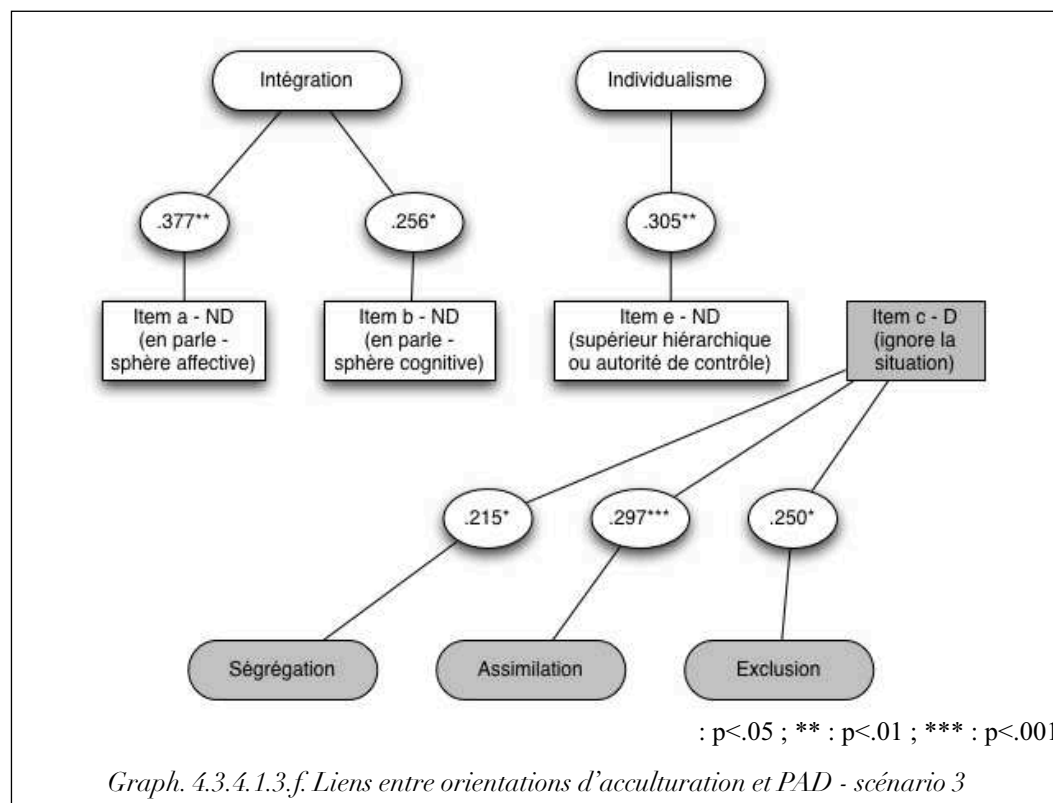 Intégration
Individualisme
.377**
.256*
.305**
Item a - ND
(en parle -
sphère affective)
Item b - ND
(en parle -
sphère cognitive)
Item e - ND
(supérieur hiérarchique
ou autorité de contrôle)
Item c - D
(ignore la
situation)
.215*
.297***
.250*
Ségrégation
Assimilation
Exclusion
: p<.05 ; ** : p<.01 ; *** : p<.001
Graph. 4.3.4.1.3.f. Liens entre orientations d’acculturation et PAD - scénario 3